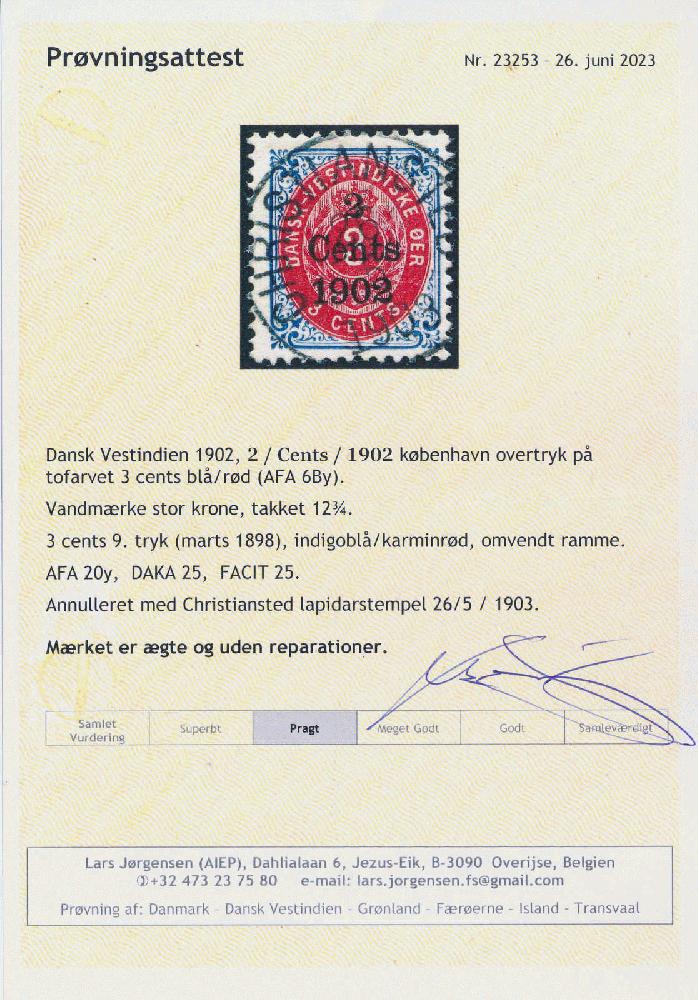 Prøvningsattest
Nr. 23253 - 26. juni 2023
CHRISTIANSTED
DANSK-VESTINDISKE ØER
2
Cents
3
1902
3 CENTS
1903
Dansk Vestindien 1902, 2 / Cents / 1902 københavn overtryk på
tofarvet 3 cents blå/rød (AFA 6By).
Vandmærke stor krone, takket 12¾.
3 cents 9. tryk (marts 1898), indigoblå/karminrød, omvendt ramme.
AFA 20y, DAKA 25, FACIT 25.
Annulleret med Christiansted lapidarstempel 26/5 / 1903.
Mærket er ægte og uden reparationer.
Samlet
Vurdering
Superbt
Pragt
Meget Godt
Godt
Samleværdigt
Lars Jørgensen (AIEP), Dahlialaan 6, Jezus-Eik, B-3090 Overijse, Belgien
✆+32 473 23 75 80 e-mail: lars.jorgensen.fs@gmail.com
Prøvning af: Danmark - Dansk Vestindien - Grønland - Færøerne - Island - Transvaal